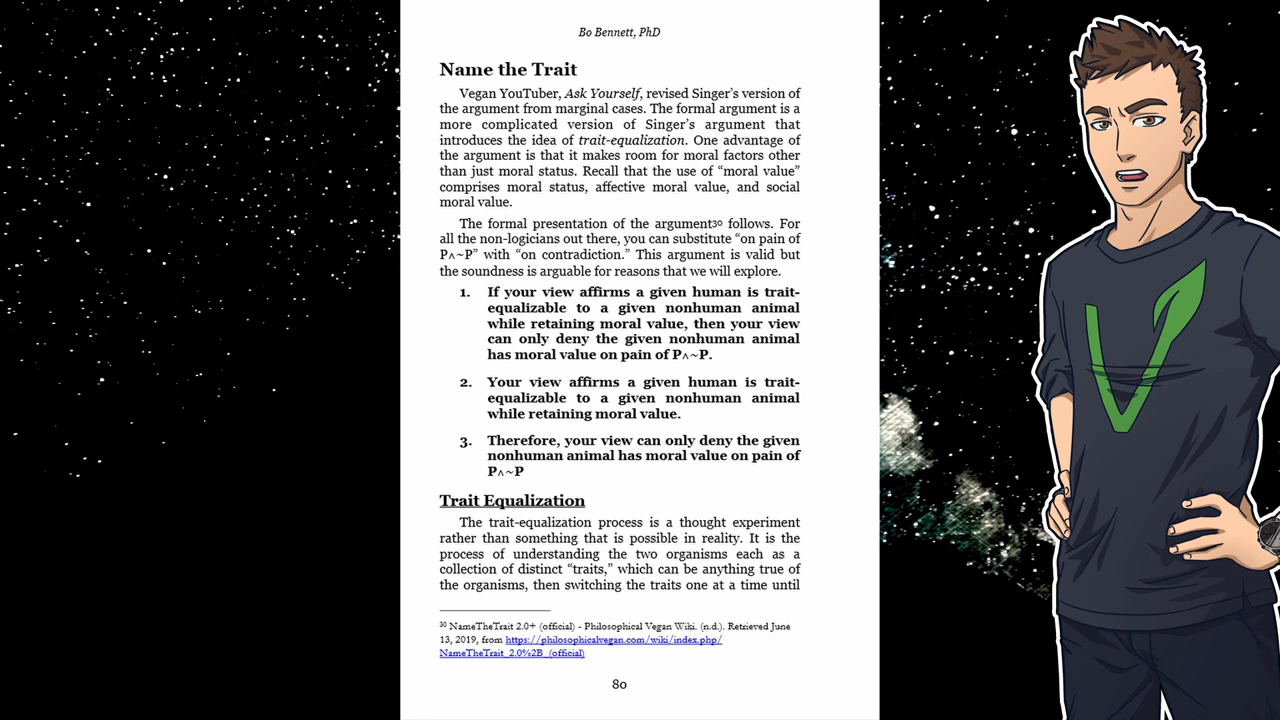 Bo Bennett, PhD
Name the Trait
Vegan YouTuber, Ask Yourself, revised Singer's version of
the argument from marginal cases. The formal argument is a
more complicated version of Singer's argument that
introduces the idea of trait-equalization. One advantage of
the argument is that it makes room for moral factors other
than just moral status. Recall that the use of “moral value”
comprises moral status, affective moral value, and social
moral value.
The formal presentation of the argument30 follows. For
all the non-logicians out there, you can substitute “on pain of
P∧~P” with “on contradiction.” This argument is valid but
the soundness is arguable for reasons that we will explore.
1. If your view affirms a given human is trait-
equalizable to a given nonhuman animal
while retaining moral value, then your view
can only deny the given nonhuman animal
has moral value on pain of P∧~P.
2. Your view affirms a given human is trait-
equalizable to a given nonhuman animal
while retaining moral value.
3. Therefore, your view can only deny the given
nonhuman animal has moral value on pain of
P∧~P
Trait Equalization
The trait-equalization process is a thought experiment
rather than something that is possible in reality. It is the
process of understanding the two organisms each as a
collection of distinct “traits,” which can be anything true of
the organisms, then switching the traits one at a time until
30 NameTheTrait 2.0+ (official) - Philosophical Vegan Wiki. (n.d.). Retrieved June
13, 2019, from https://philosophicalvegan.com/wiki/index.php/
NameTheTrait_2.0%2B_(official)
80
V